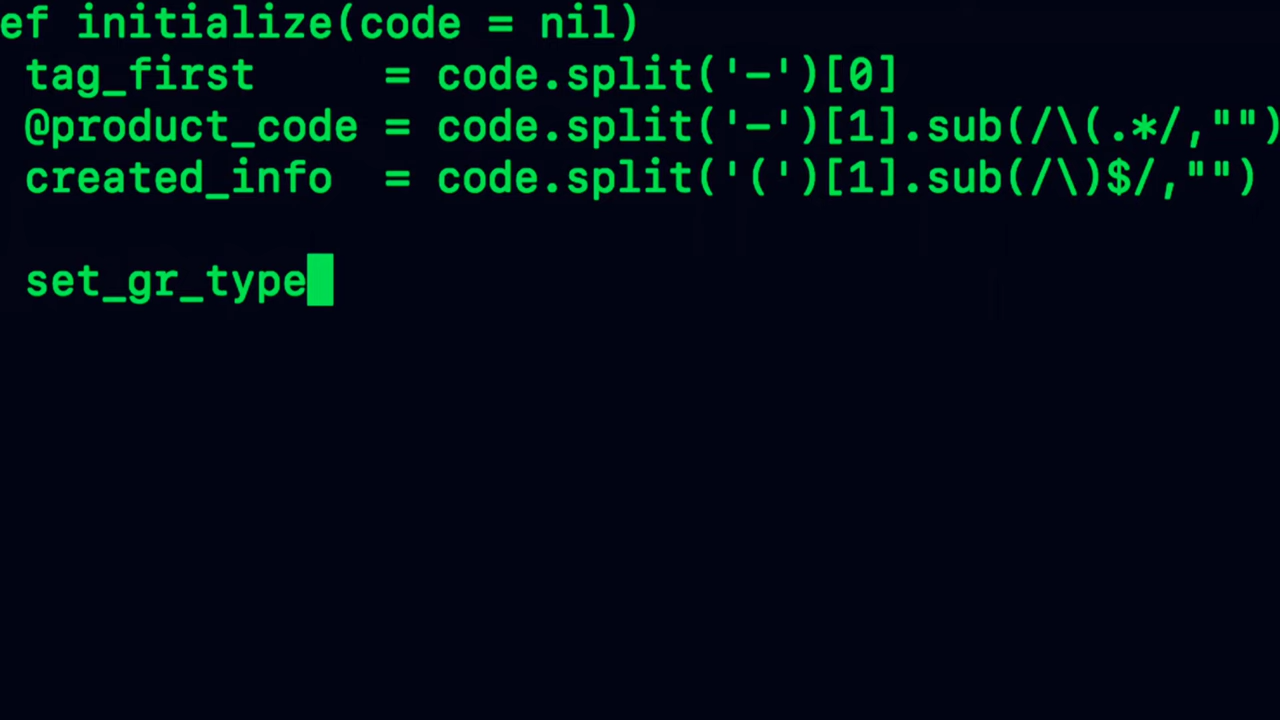 ef initialize(code = nil)
tag_first = code.split('-')[0]
@product_code = code.split('-')[1].sub(/\(.*/,"")
created_info = code.split('(')[1].sub(/\)$/,"")
set_gr_type